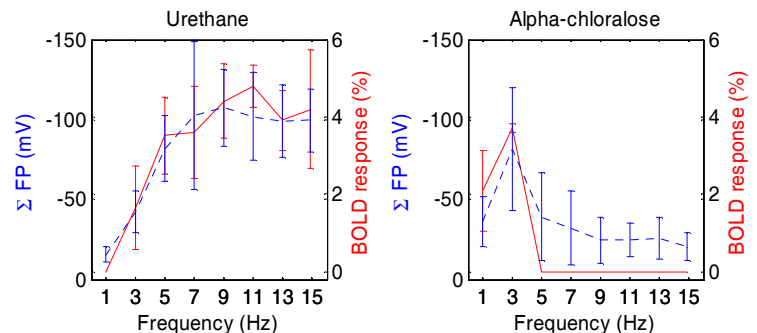 Urethane
-150
-100
-50
0
Σ FP (mV)
6
4
2
0
BOLD response (%)
1 3 5 7 9 11 13 15
Frequency (Hz)
Alpha-chloralose
-150
-100
-50
0
Σ FP (mV)
6
4
2
0
BOLD response (%)
1 3 5 7 9 11 13 15
Frequency (Hz)